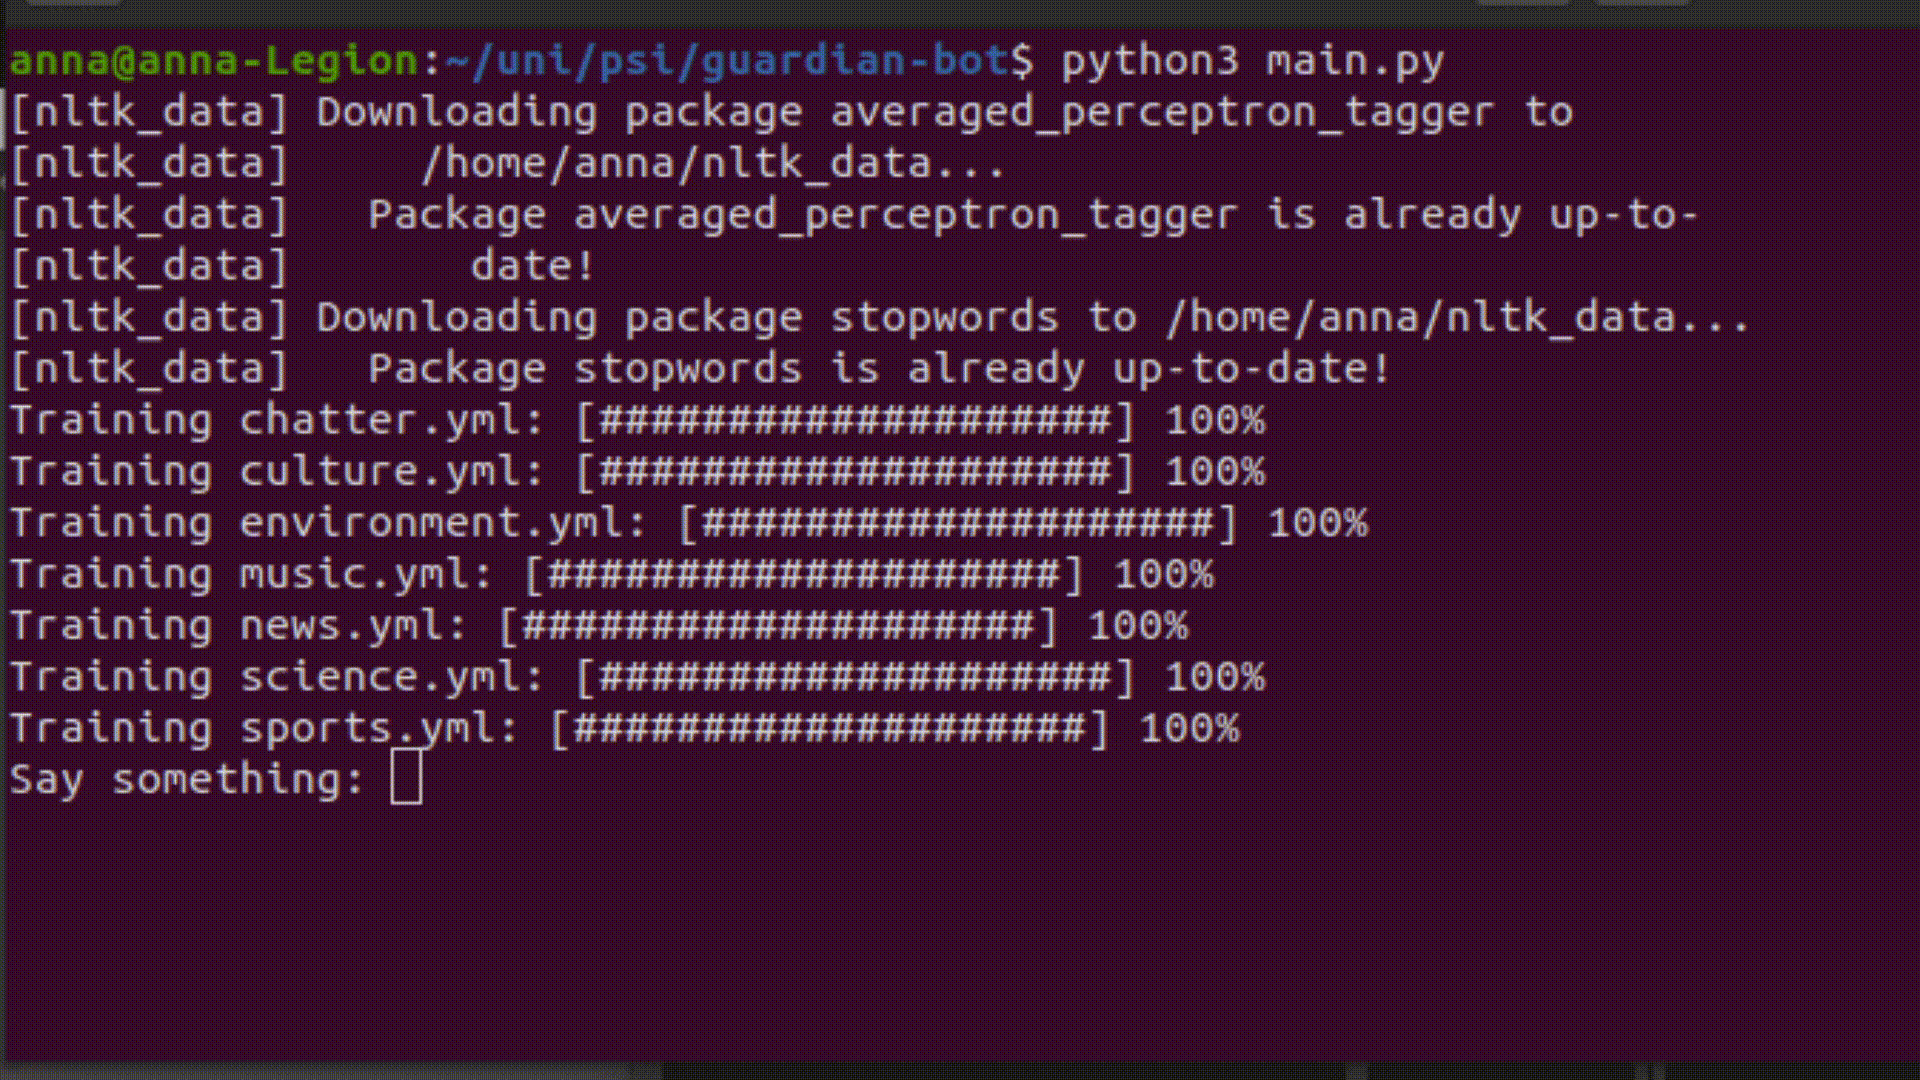 anna@anna-Legion:~/uni/psi/guardian-bot$ python3 main.py
[nltk_data] Downloading package averaged_perceptron_tagger to
[nltk_data]     /home/anna/nltk_data...
[nltk_data]   Package averaged_perceptron_tagger is already up-to-
[nltk_data]       date!
[nltk_data] Downloading package stopwords to /home/anna/nltk_data...
[nltk_data]   Package stopwords is already up-to-date!
Training chatter.yml: [####################] 100%
Training culture.yml: [####################] 100%
Training environment.yml: [####################] 100%
Training music.yml: [####################] 100%
Training news.yml: [####################] 100%
Training science.yml: [####################] 100%
Training sports.yml: [####################] 100%
Say something: